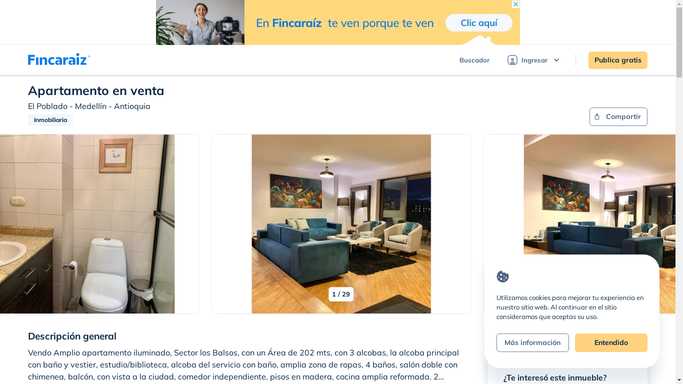 En Fincaraíz te ven porque te ven
Clic aquí
Fincaraiz
Buscador
Ingresar
Publica gratis
Apartamento en venta
El Poblado - Medellín - Antioquia
Inmobiliaria
Compartir
1 / 29
Utilizamos cookies para mejorar tu experiencia en
nuestro sitio web. Al continuar en el sitio
consideramos que aceptas su uso.
Más información
Entendido
Descripción general
Vendo Amplio apartamento iluminado, Sector los Balsos, con un Área de 202 mts, con 3 alcobas, la alcoba principal
con baño y vestier, estudio/biblioteca, alcoba del servicio con baño, amplia zona de ropas, 4 baños, salón doble con
chimenea, balcón, con vista a la ciudad, comedor independiente, pisos en madera, cocina amplia reformada. 2...
¿Te interesó este inmueble?